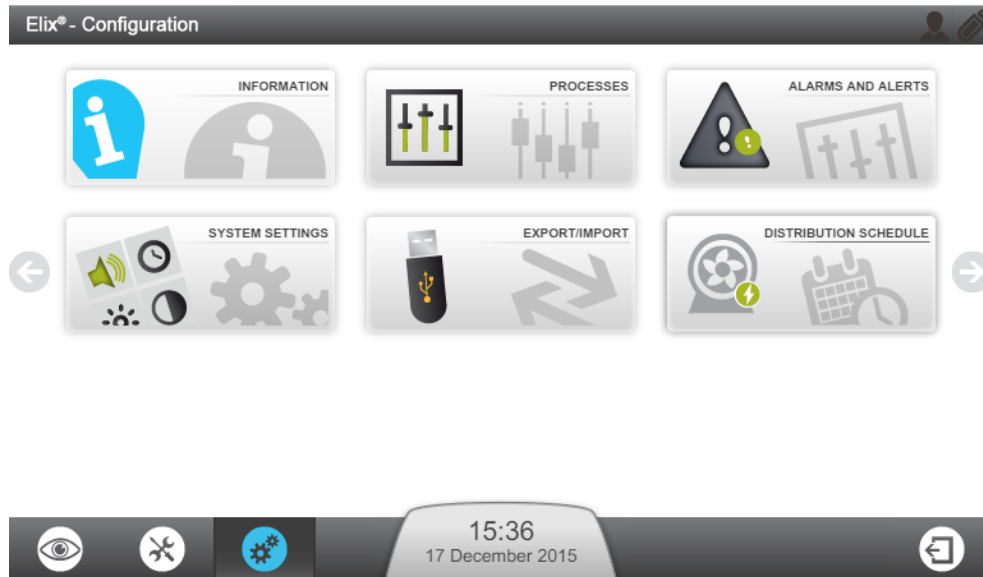 Elix® - Configuration
INFORMATION
PROCESSES
ALARMS AND ALERTS
SYSTEM SETTINGS
EXPORT/IMPORT
DISTRIBUTION SCHEDULE
15:36
17 December 2015